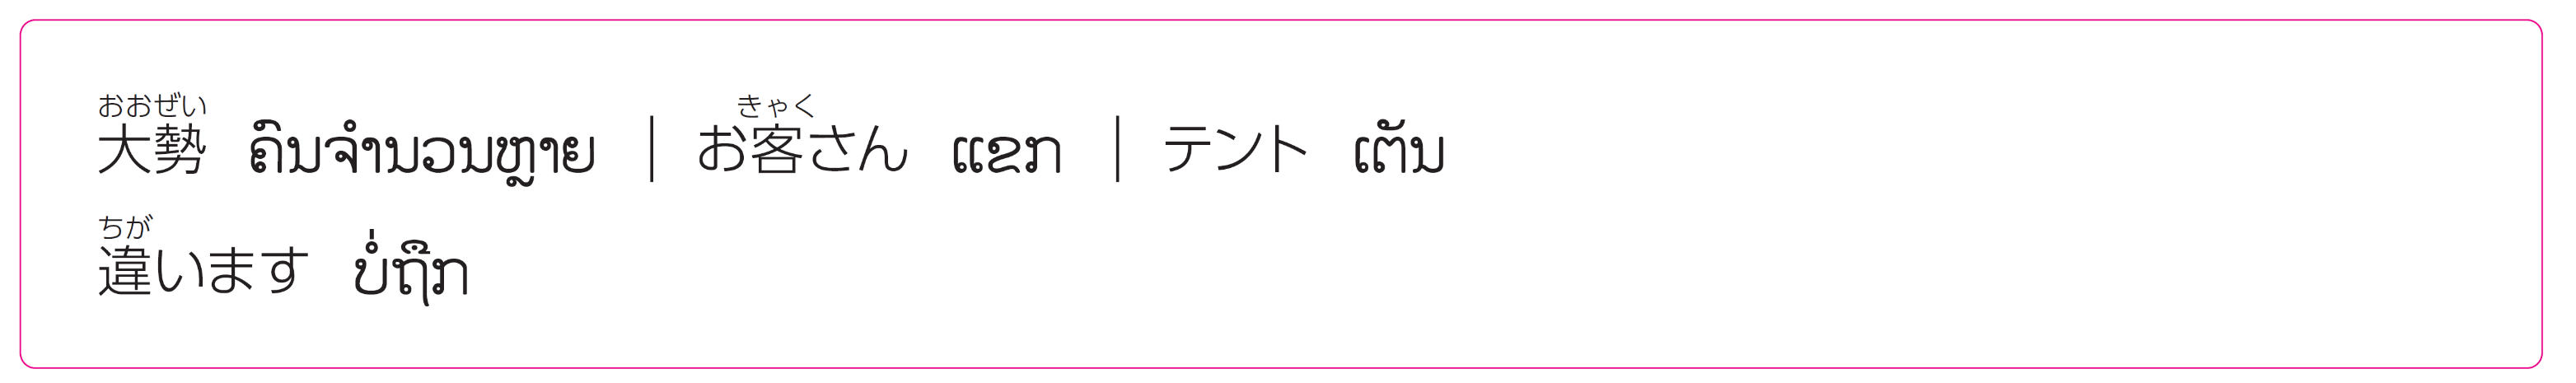 おおぜい きゃく
大勢 ຄົນຈຳນວນຫຼາຍ | お客さん ແຂກ | テント ເຕັນ
ちが
違います ບໍ່ຖືກ